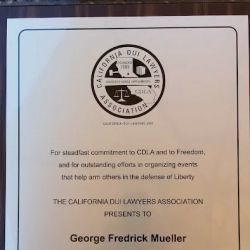 CALIFORNIA DUI LAWYERS
CDLA
ASSOCIATION
For steadfast commitment to CDLA and to Freedom,
and for outstanding efforts in organizing events
that help arm others in the defense of Liberty
THE CALIFORNIA DUI LAWYERS ASSOCIATION
PRESENTS TO
George Fredrick Mueller